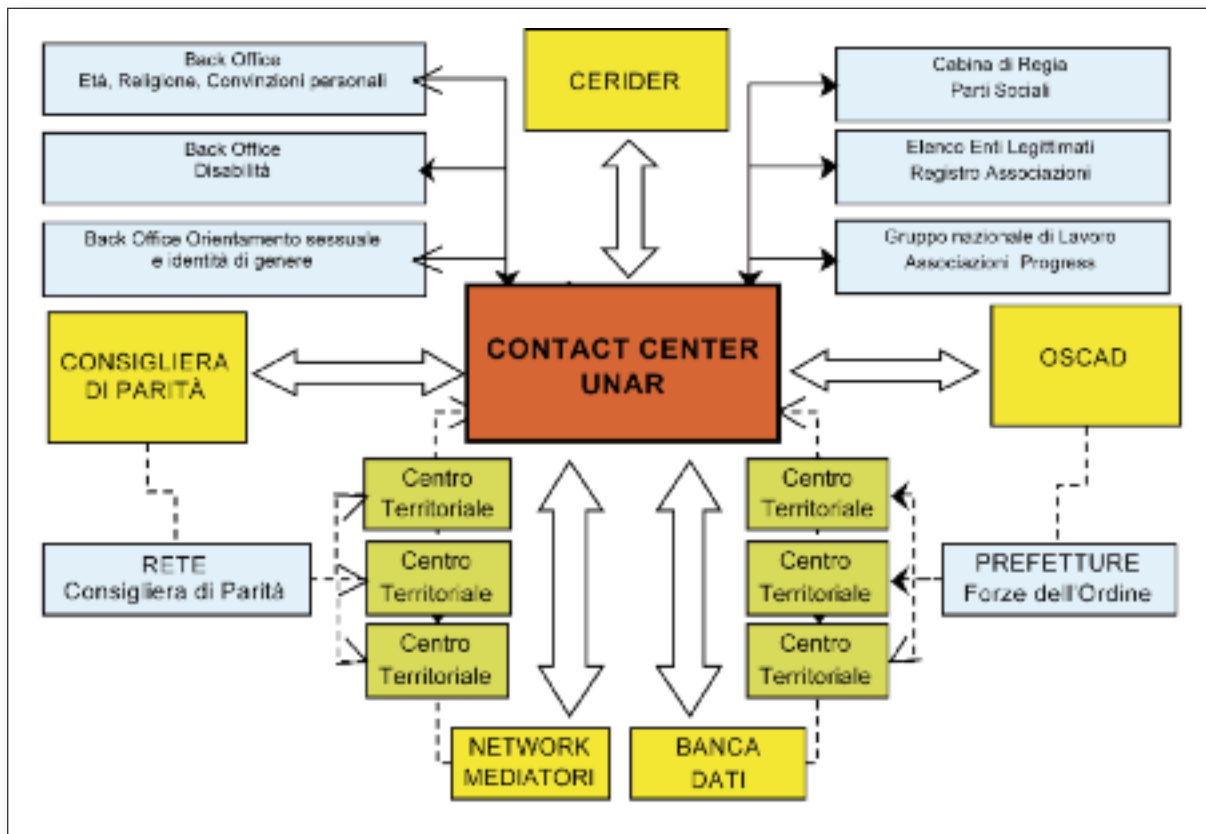 Back Office
Età, Religione, Convinzioni personali
CERIDER
Cabina di Regia
Parti Sociali
Back Office
Disabilità
Elenco Enti Legittimati
Registro Associazioni
Back Office Orientamento sessuale
e identità di genere
Gruppo nazionale di Lavoro
Associazioni Progress
CONSIGLIERA
DI PARITÀ
CONTACT CENTER
UNAR
OSCAD
Centro
Territoriale
Centro
Territoriale
RETE
Consigliera di Parità
Centro
Territoriale
Centro
Territoriale
PREFETTURE
Forze dell'Ordine
Centro
Territoriale
Centro
Territoriale
NETWORK
MEDIATORI
BANCA
DATI